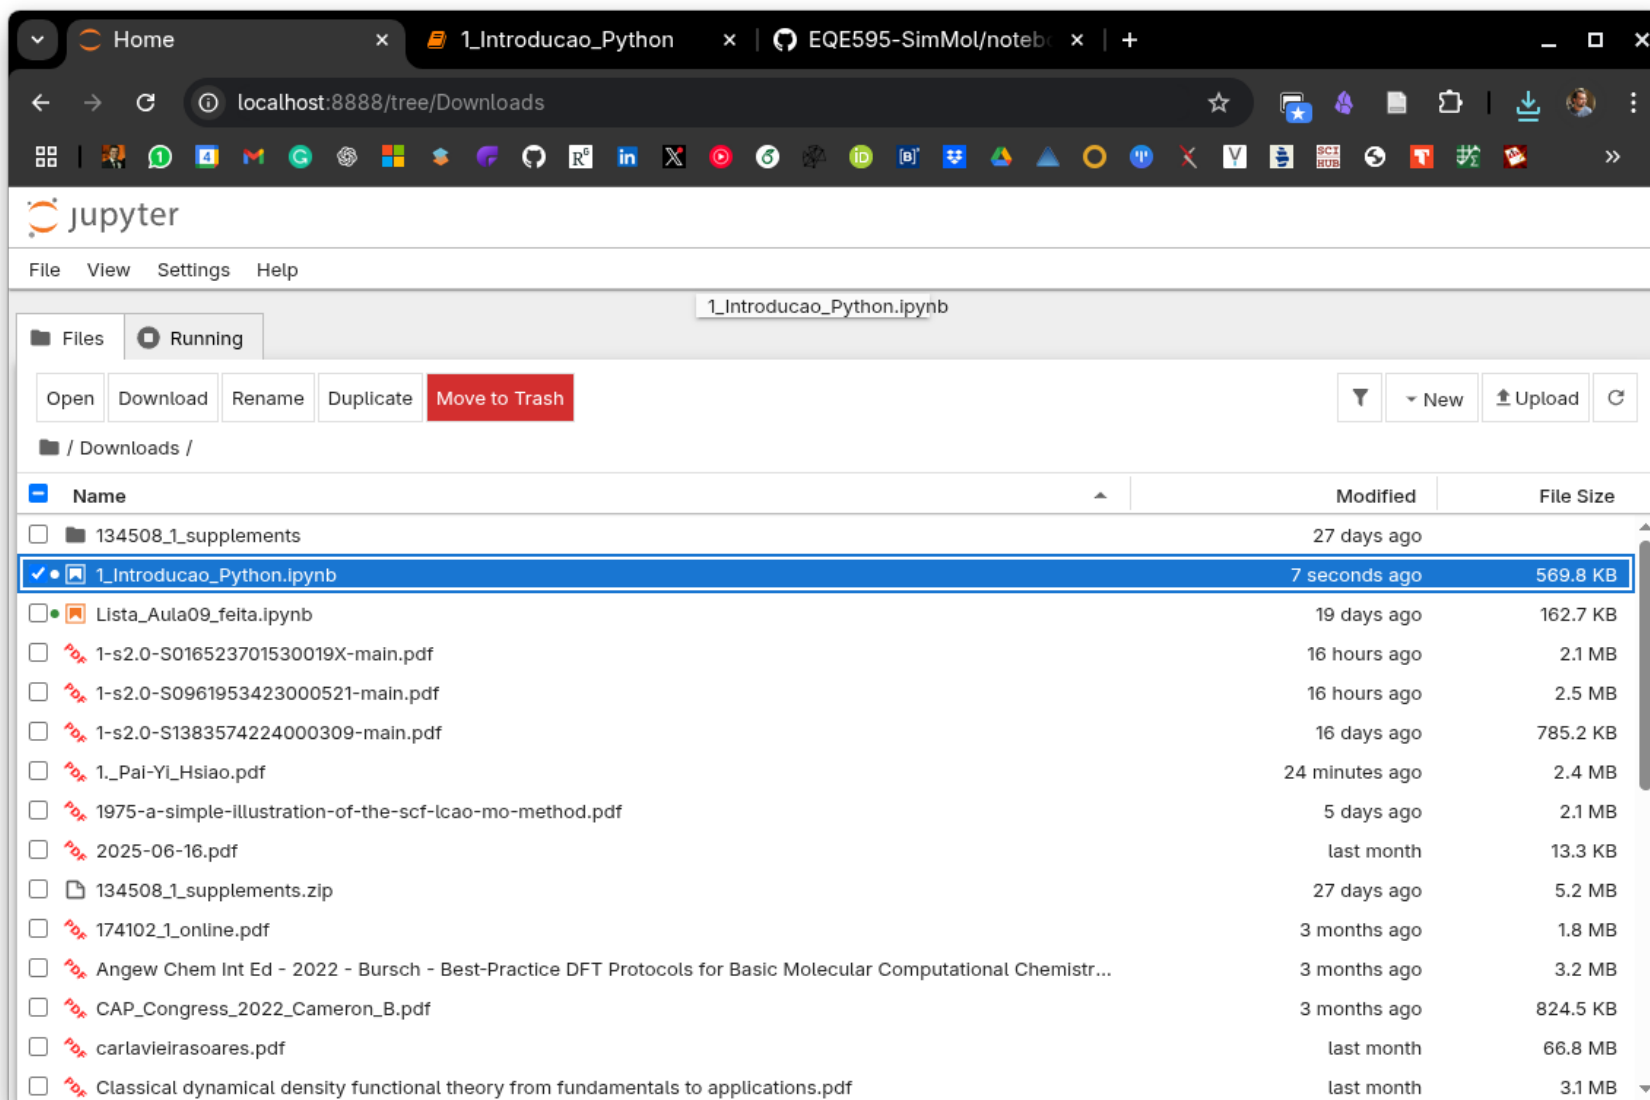 Home
1_Introducao_Python
EQE595-SimMol/noteb
localhost:8888/tree/Downloads
jupyter
File View Settings Help
1_Introducao_Python.ipynb
Files Running
Open Download Rename Duplicate Move to Trash New Upload
/ Downloads /
Name Modified File Size
134508_1_supplements 27 days ago
1_Introducao_Python.ipynb 7 seconds ago 569.8 KB
Lista_Aula09_feita.ipynb 19 days ago 162.7 KB
1-s2.0-S016523701530019X-main.pdf 16 hours ago 2.1 MB
1-s2.0-S0961953423000521-main.pdf 16 hours ago 2.5 MB
1-s2.0-S1383574224000309-main.pdf 16 days ago 785.2 KB
1._Pai-Yi_Hsiao.pdf 24 minutes ago 2.4 MB
1975-a-simple-illustration-of-the-scf-lcao-mo-method.pdf 5 days ago 2.1 MB
2025-06-16.pdf last month 13.3 KB
134508_1_supplements.zip 27 days ago 5.2 MB
174102_1_online.pdf 3 months ago 1.8 MB
Angew Chem Int Ed - 2022 - Bursch - Best-Practice DFT Protocols for Basic Molecular Computational Chemistr... 3 months ago 3.2 MB
CAP_Congress_2022_Cameron_B.pdf 3 months ago 824.5 KB
carlavieirasoares.pdf last month 66.8 MB
Classical dynamical density functional theory from fundamentals to applications.pdf last month 3.1 MB